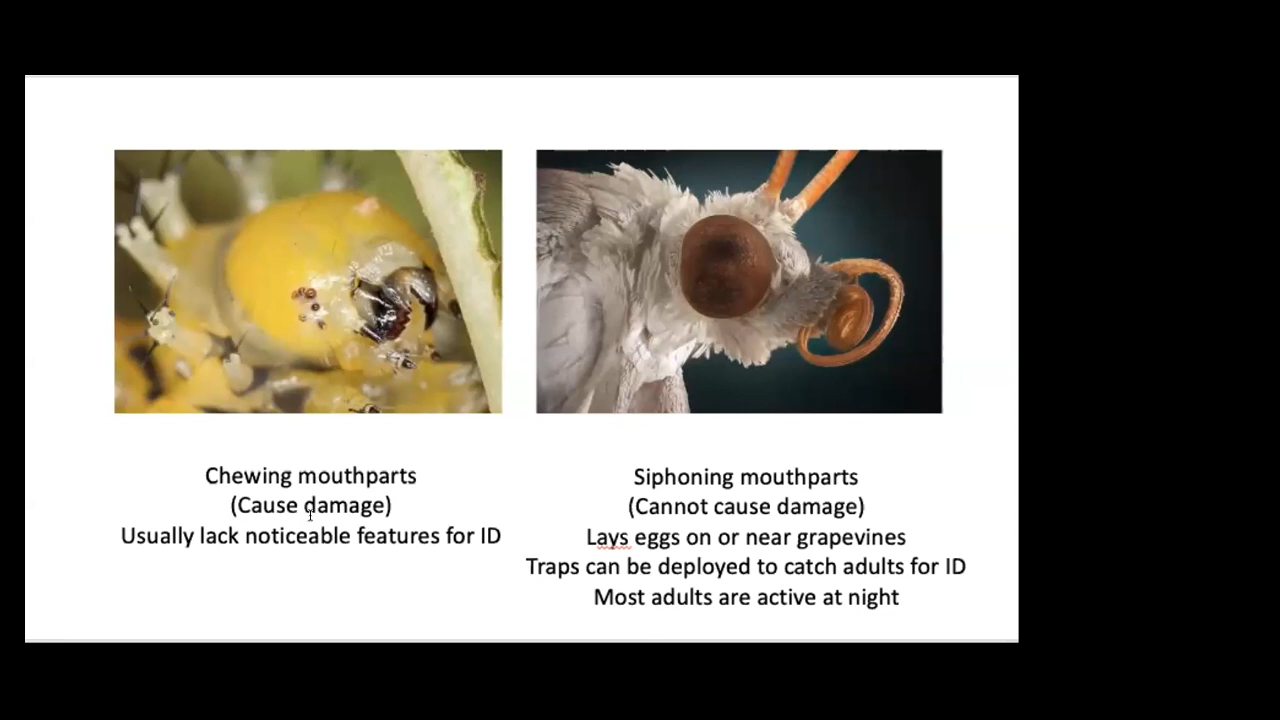 Chewing mouthparts
(Cause damage)
Usually lack noticeable features for ID
Siphoning mouthparts
(Cannot cause damage)
Lays eggs on or near grapevines
Traps can be deployed to catch adults for ID
Most adults are active at night